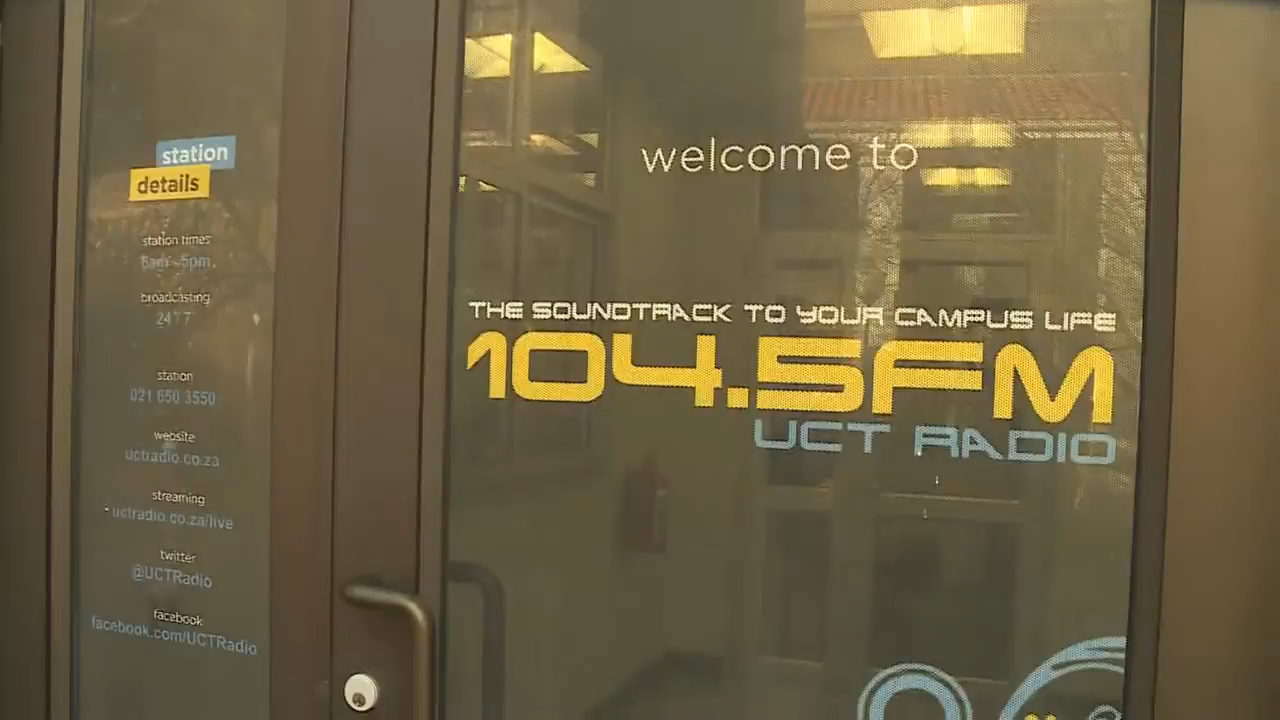 station
details
station times
8am - 5pm
broadcasting
24/7
station
021 650 3550
website
uctradio.co.za
streaming
uctradio.co.za/live
twitter
@UCTRadio
facebook
facebook.com/UCTRadio
welcome to
THE SOUNDTRACK TO YOUR CAMPUS LIFE
104.5FM
UCT RADIO